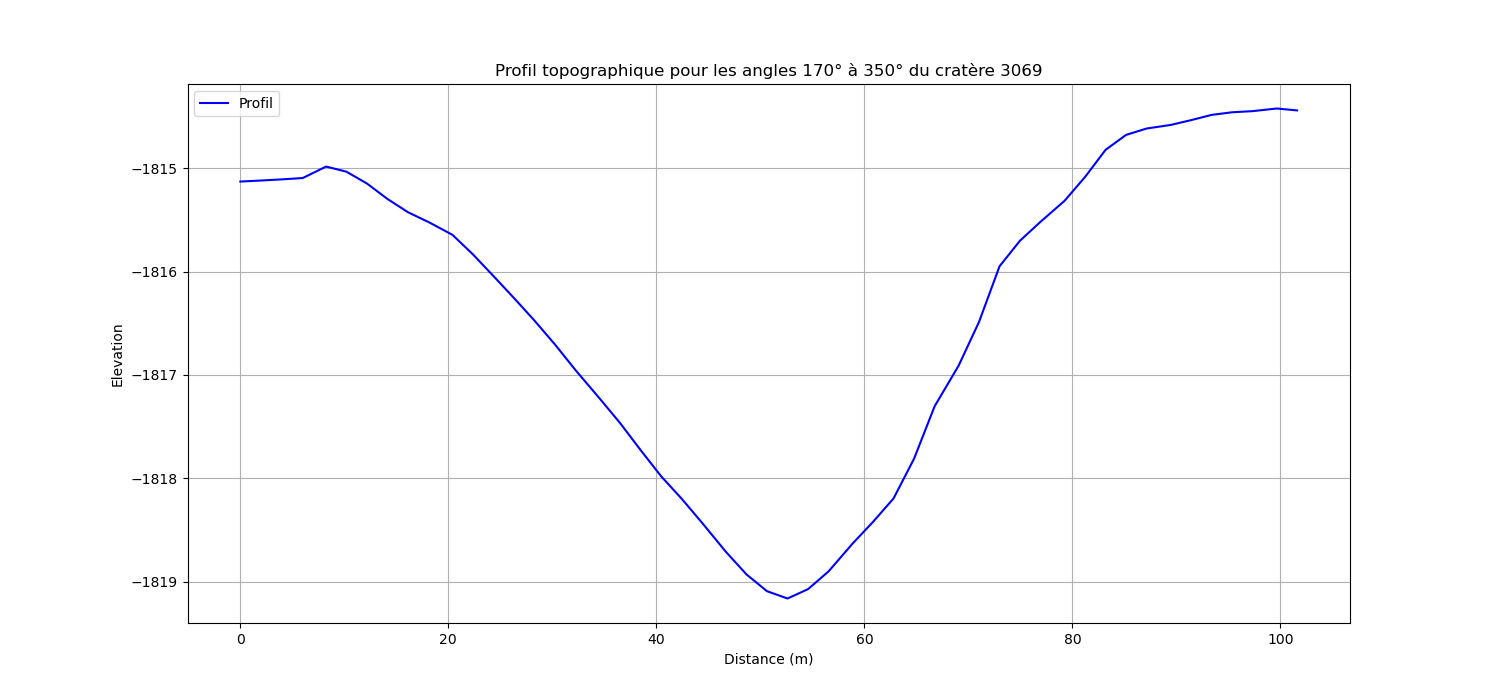 Profil topographique pour les angles 170° à 350° du cratère 3069
Profil
−1815
−1816
−1817
−1818
−1819
Elevation
0 20 40 60 80 100
Distance (m)